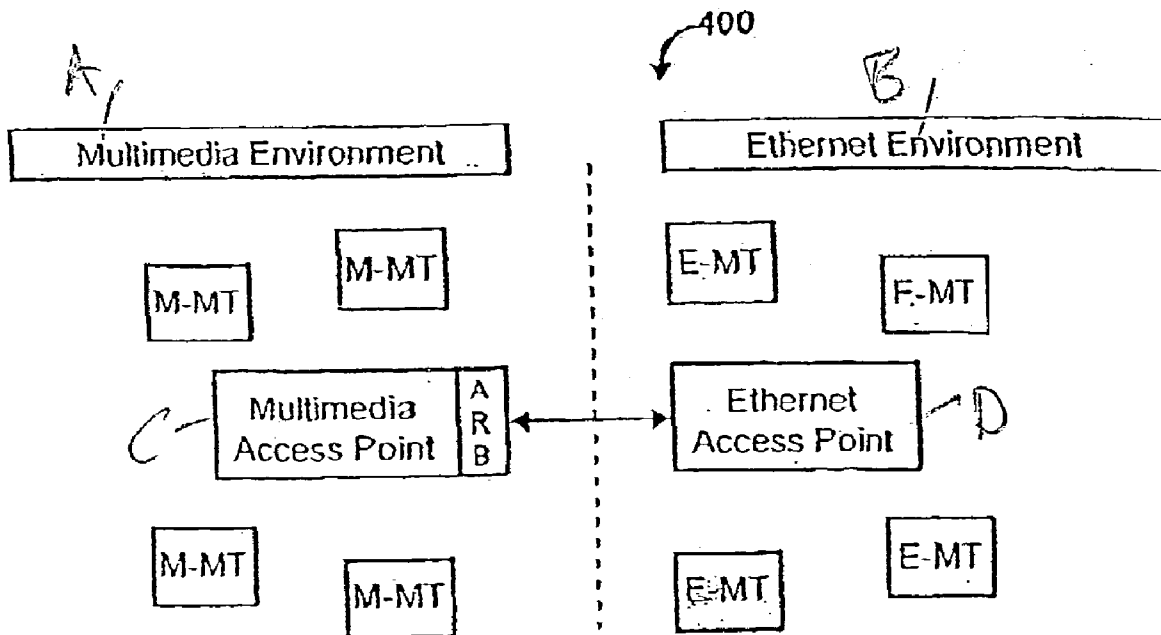 400
A
B
Multimedia Environment
Ethernet Environment
M-MT
M-MT
E-MT
E-MT
C
Multimedia
Access Point
A
R
B
Ethernet
Access Point
D
M-MT
M-MT
E-MT
E-MT